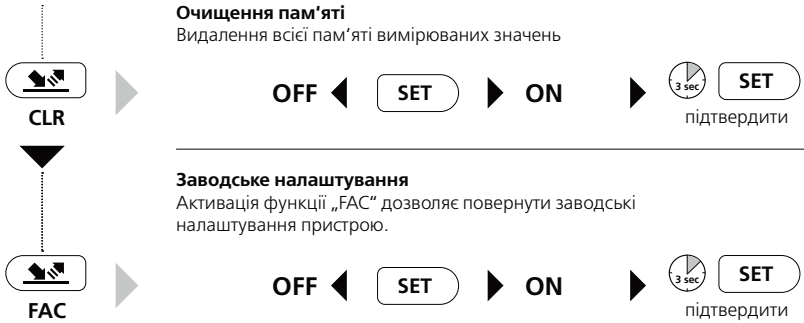 Очищення пам‘яті
Видалення всієї пам‘яті вимірюваних значень
OFF SET ON 3 sec SET
CLR
підтвердити
Заводське налаштування
Активація функції „FAC“ дозволяє повернути заводські
налаштування пристрою.
OFF SET ON 3 sec SET
FAC
підтвердити